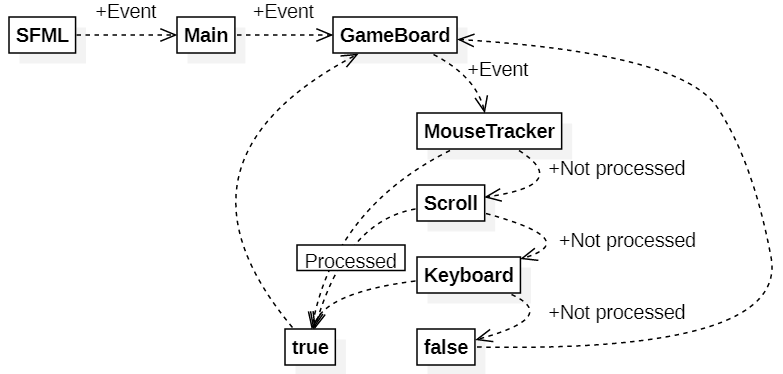 +Event
+Event
SFML
Main
GameBoard
+Event
MouseTracker
+Not processed
Scroll
+Not processed
Processed
Keyboard
+Not processed
true
false